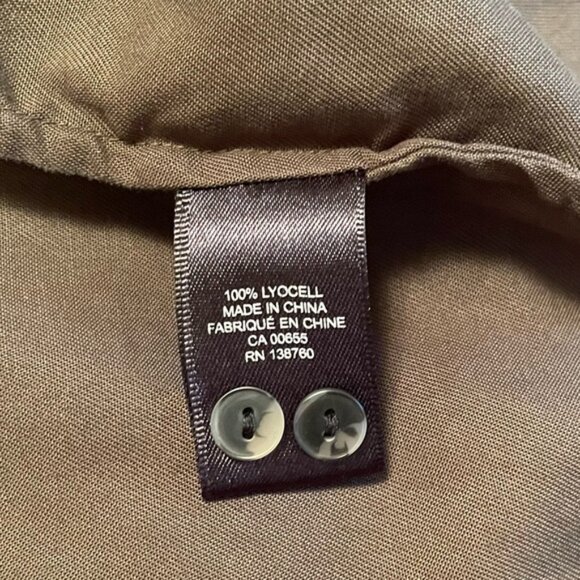 100% LYOCELL
MADE IN CHINA
FABRIQUÉ EN CHINE
CA 00655
RN 138760